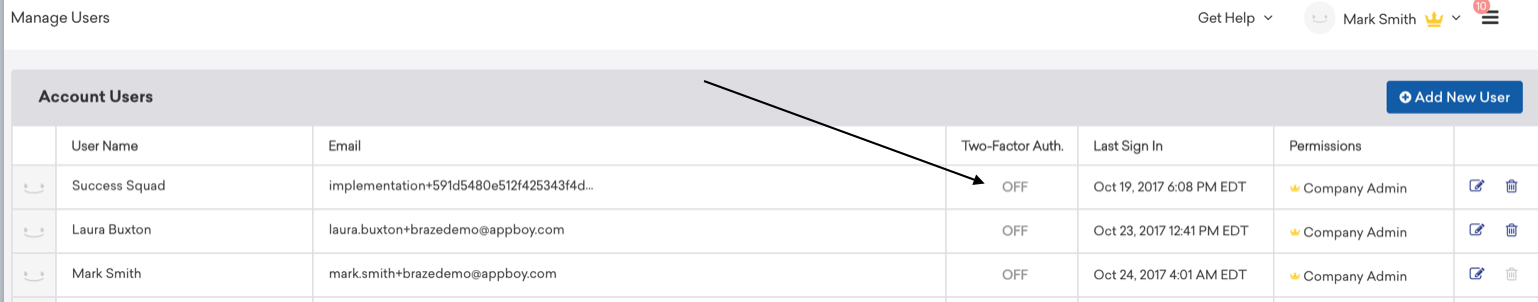 Manage Users
Get Help
Mark Smith
10
Account Users
Add New User
User Name Email Two-Factor Auth. Last Sign In Permissions
Success Squad implementation+591d5480e512f425343f4d... OFF Oct 19, 2017 6:08 PM EDT Company Admin
Laura Buxton laura.buxton+brazedemo@appboy.com OFF Oct 23, 2017 12:41 PM EDT Company Admin
Mark Smith mark.smith+brazedemo@appboy.com OFF Oct 24, 2017 4:01 AM EDT Company Admin